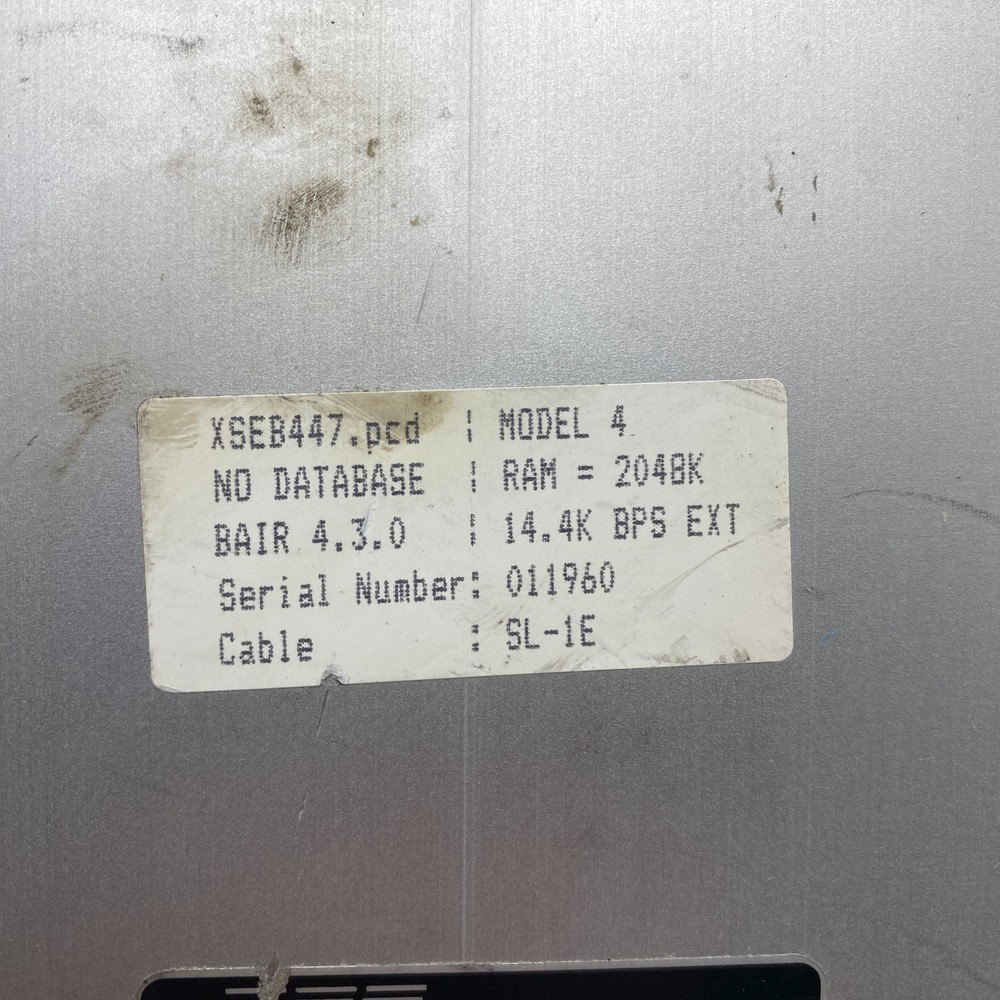 XSEB447.pcd ¦ MODEL 4
NO DATABASE ¦ RAM = 2048K
BAIR 4.3.0 ¦ 14.4K BPS EXT
Serial Number: 011960
Cable : SL-1E